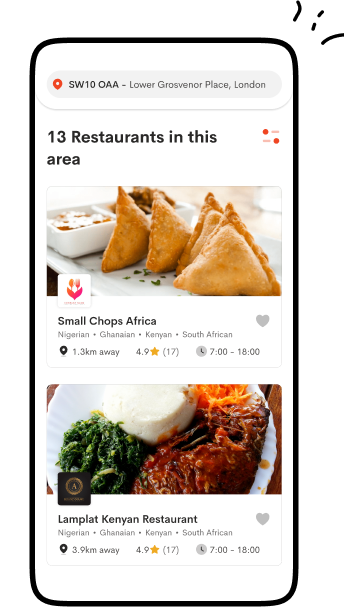 SW10 OAA - Lower Grosvenor Place, London
13 Restaurants in this
area
Small Chops Africa
Nigerian • Ghanaian • Kenyan • South African
1.3km away 4.9 (17) 7:00 - 18:00
A
Lamplat Kenyan Restaurant
Nigerian • Ghanaian • Kenyan • South African
3.9km away 4.9 (17) 7:00 - 18:00